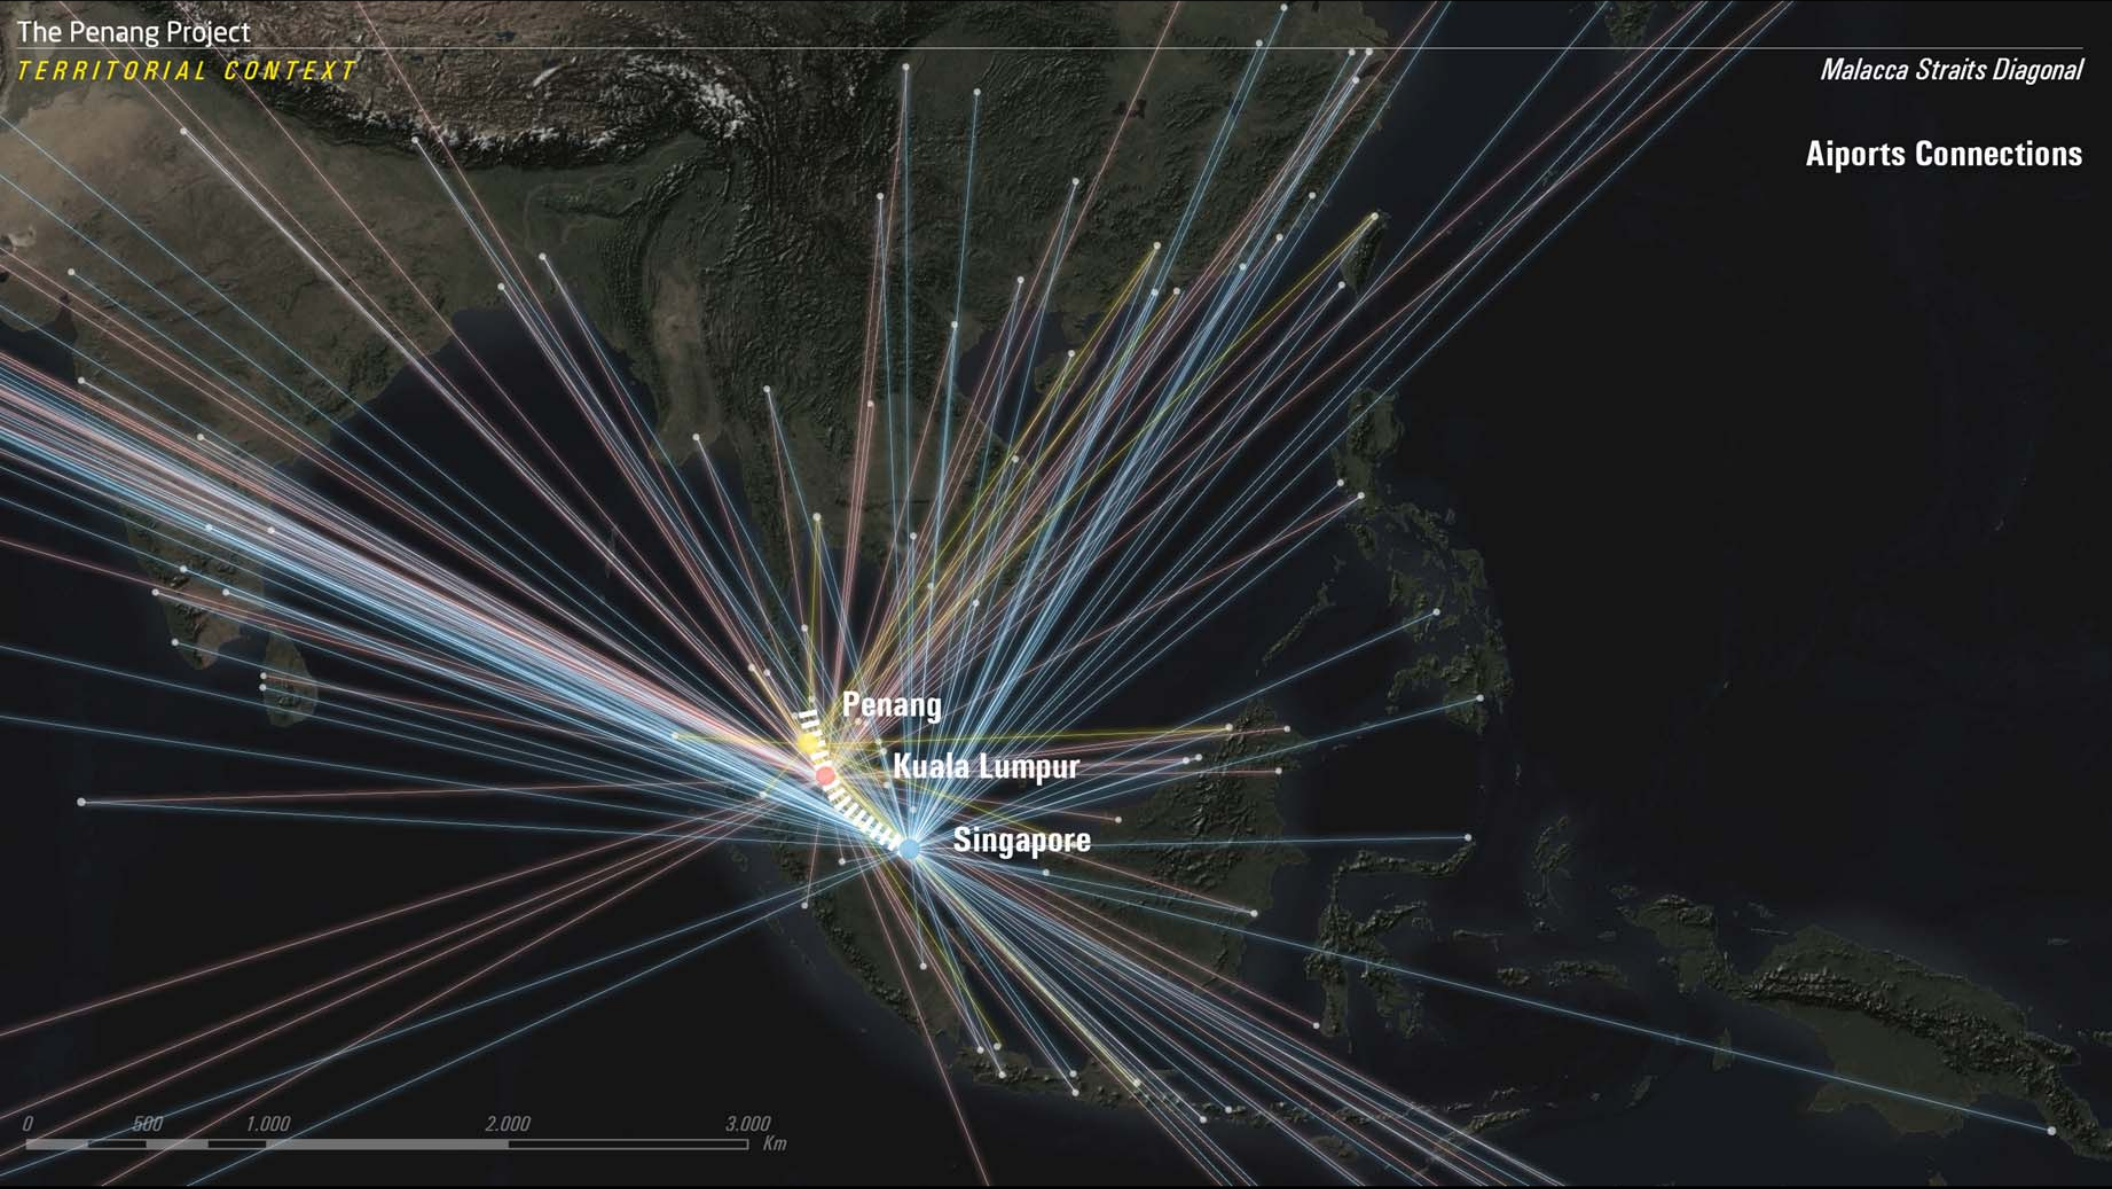 The Penang Project
TERRITORIAL CONTEXT
Malacca Straits Diagonal
Aiports Connections
Penang
Kuala Lumpur
Singapore
0 500 1.000 2.000 3.000
Km